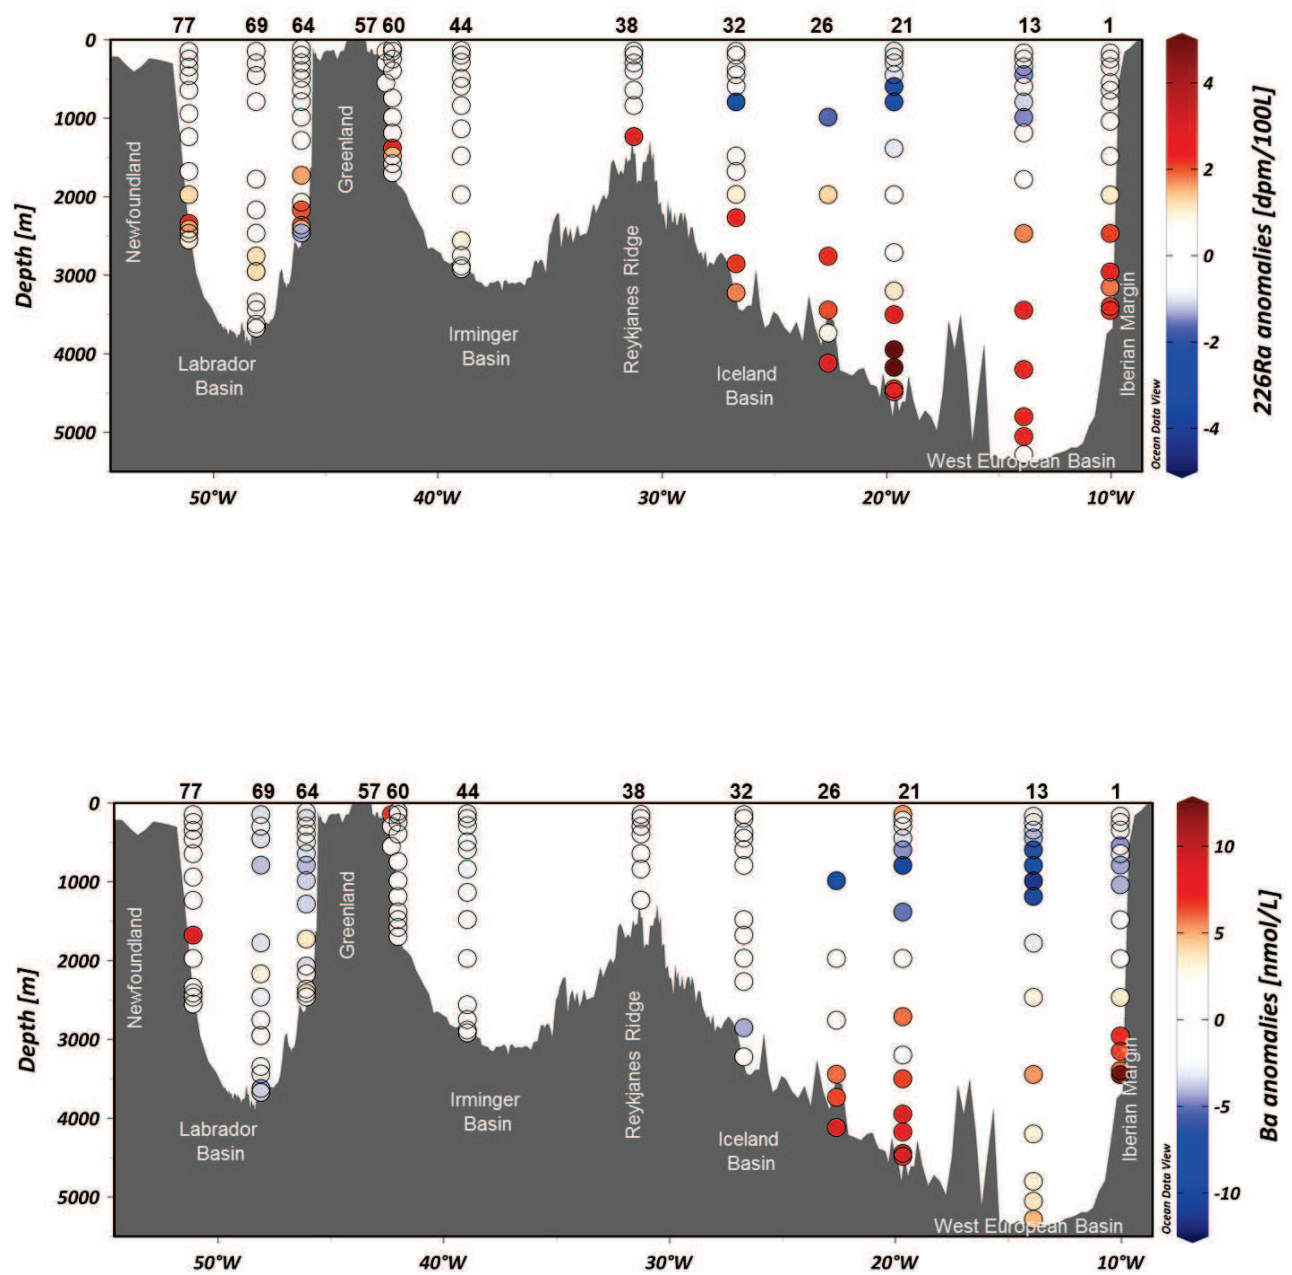 77 69 64 57 60 44 38 32 26 21 13 1
0
1000
2000
3000
4000
5000
Depth [m]
Newfoundland
Labrador
Basin
Greenland
Irminger
Basin
Reykjanes Ridge
Iceland
Basin
West European Basin
Iberian Margin
Ocean Data View
50°W 40°W 30°W 20°W 10°W
4
2
0
-2
-4
226Ra anomalies [dpm/100L]
77 69 64 57 60 44 38 32 26 21 13 1
0
1000
2000
3000
4000
5000
Depth [m]
Newfoundland
Labrador
Basin
Greenland
Irminger
Basin
Reykjanes Ridge
Iceland
Basin
West European Basin
Iberian Margin
Ocean Data View
50°W 40°W 30°W 20°W 10°W
10
5
0
-5
-10
Ba anomalies [nmol/L]